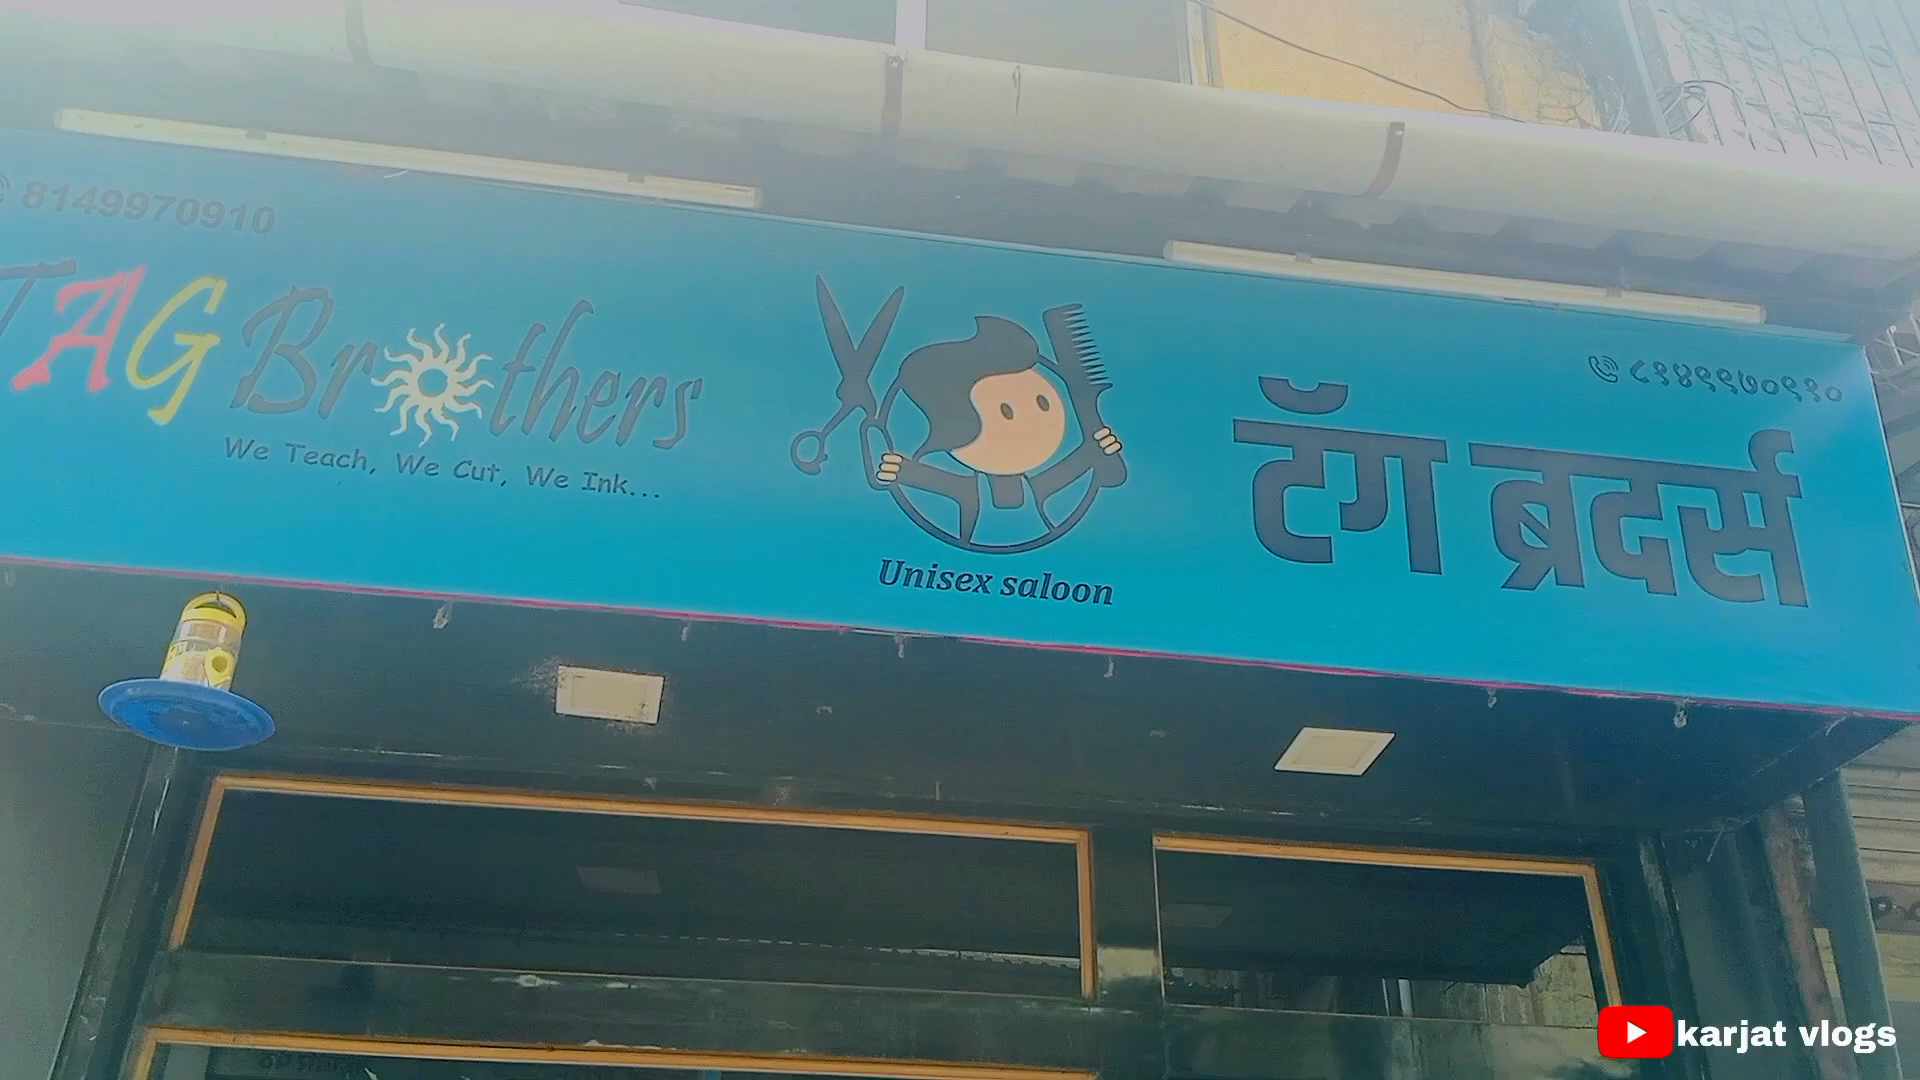 8149970910
TAG Brothers
We Teach, We Cut, We Ink...
Unisex saloon
८१४९९७०९१०
टॅग ब्रदर्स
karjat vlogs